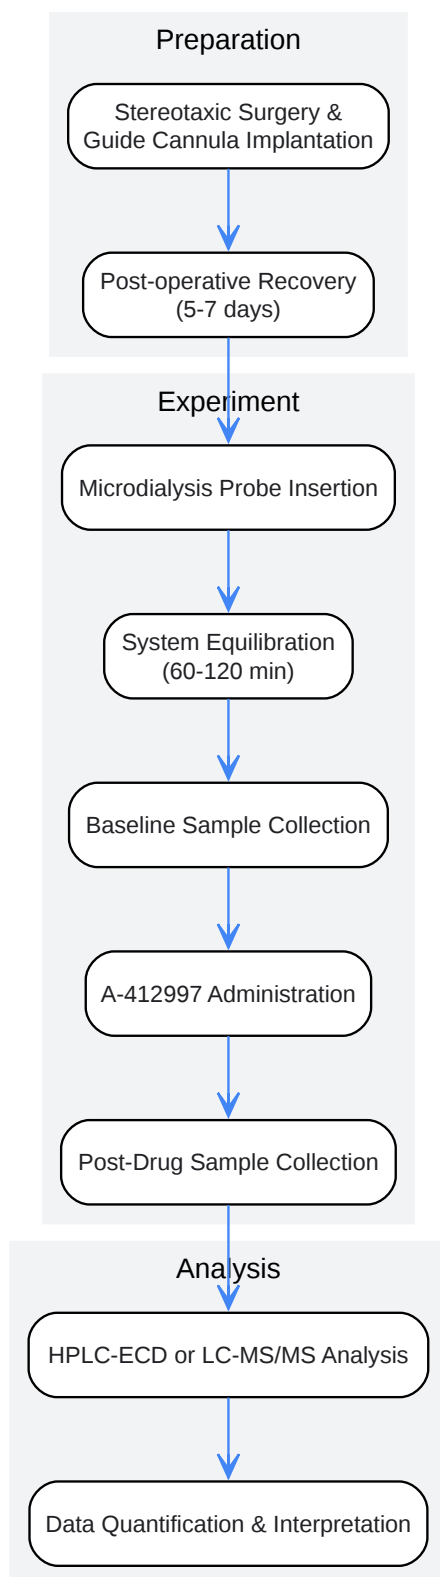 Preparation
Stereotaxic Surgery &
Guide Cannula Implantation
Post-operative Recovery
(5-7 days)
Experiment
Microdialysis Probe Insertion
System Equilibration
(60-120 min)
Baseline Sample Collection
A-412997 Administration
Post-Drug Sample Collection
Analysis
HPLC-ECD or LC-MS/MS Analysis
Data Quantification & Interpretation